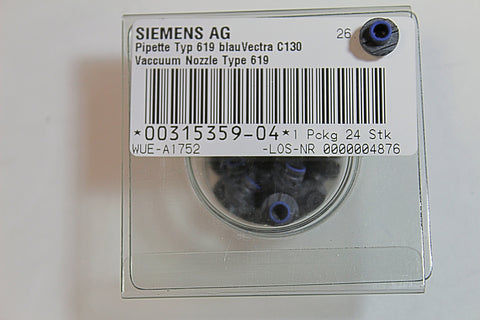 SIEMENS AG 26.
Pipette Typ 619 blauVectra C130
Vaccuum Nozzle Type 619
*00315359-04* 1 Pckg 24 Stk
WUE-A1752 -LOS-NR 0000004876